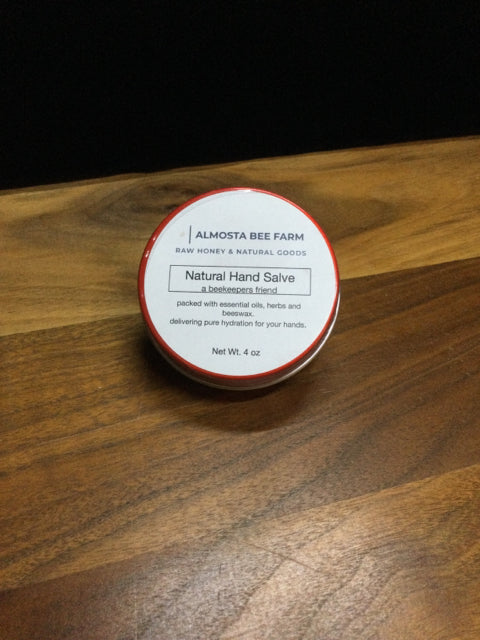 ALMOSTA BEE FARM
RAW HONEY & NATURAL GOODS
Natural Hand Salve
a beekeepers friend
packed with essential oils, herbs and
beeswax.
delivering pure hydration for your hands.
Net Wt. 4 oz